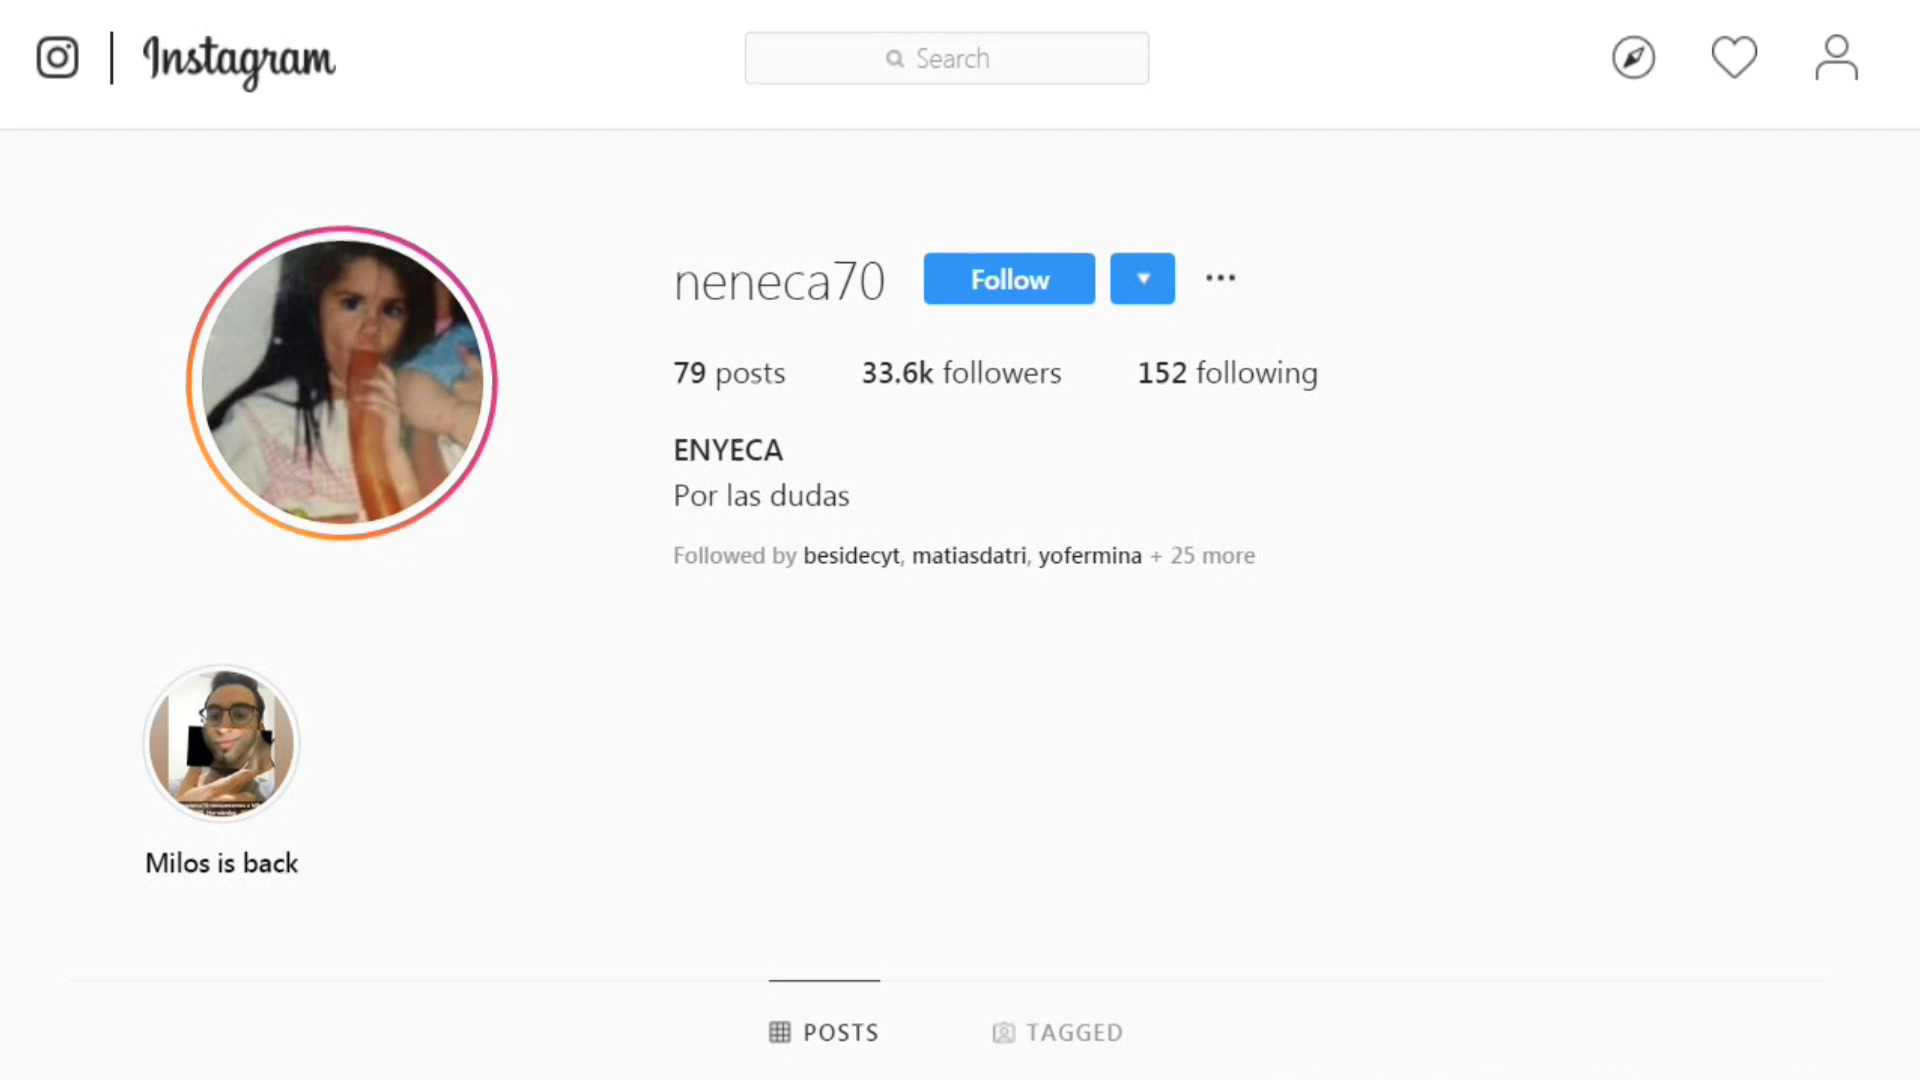 Instagram
Search
neneca70 Follow
79 posts 33.6k followers 152 following
ENYECA
Por las dudas
Followed by besidecyt, matiasdatri, yofermina + 25 more
Milos is back
POSTS TAGGED